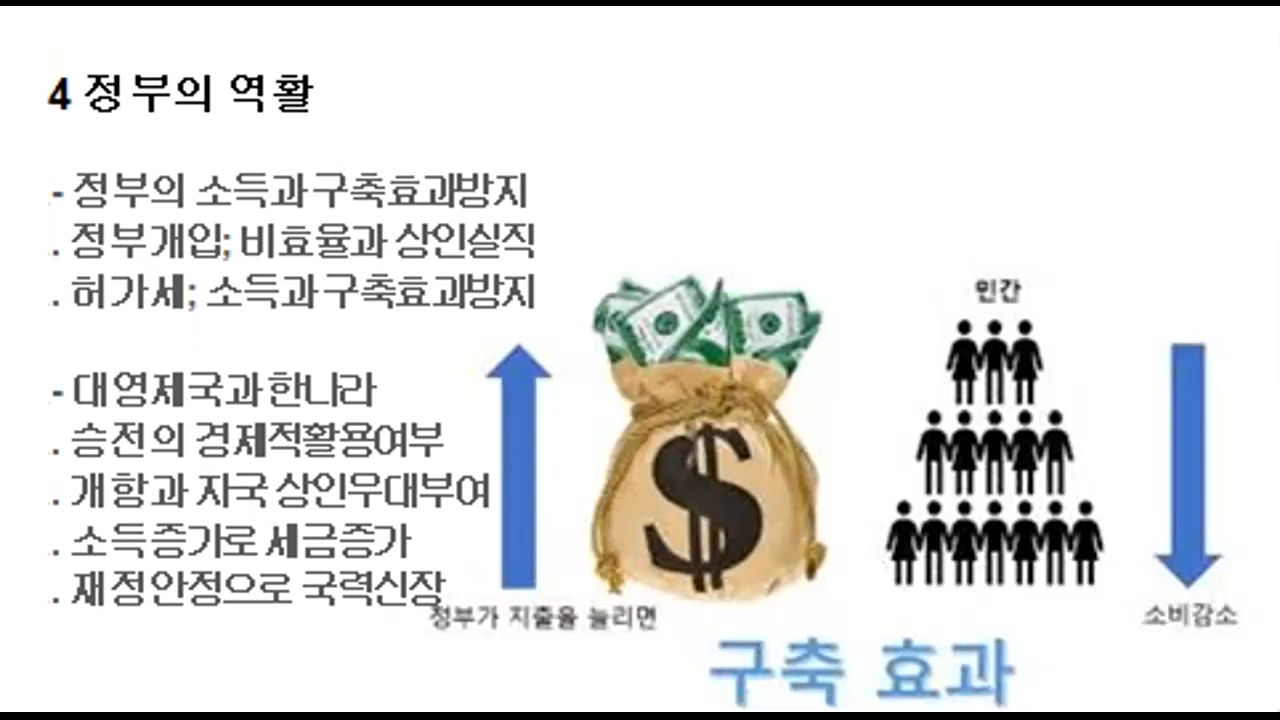 4 정부의 역활
- 정부의 소득과 구축효과방지
. 정부개입; 비효율과 상인실직
. 허가세; 소득과 구축효과방지
- 대영제국과 한나라
. 승전의 경제적활용여부
. 개항과 자국 상인우대부여
. 소득증가로 세금증가
. 재정안정으로 국력신장
정부가 지출을 늘리면
민간
소비감소
구축 효과
$